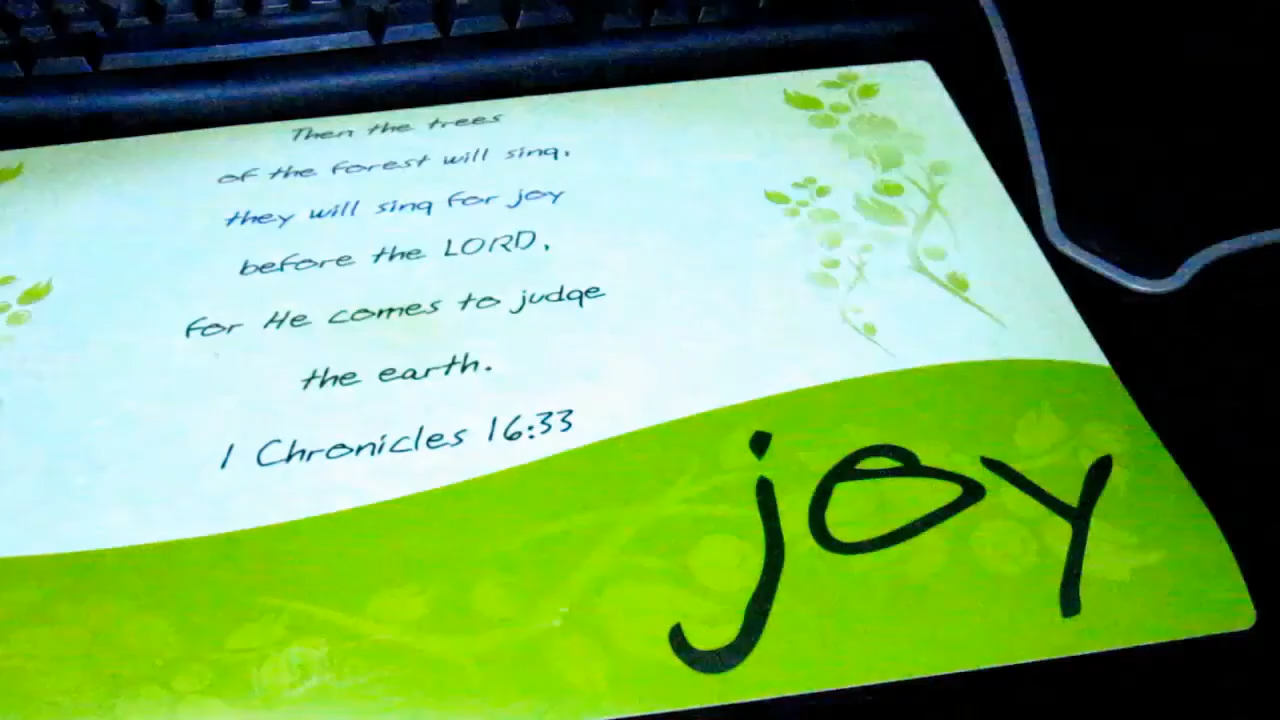 Then the trees
of the forest will sing,
they will sing for joy
before the LORD,
for He comes to judge
the earth.
1 Chronicles 16:33
joy